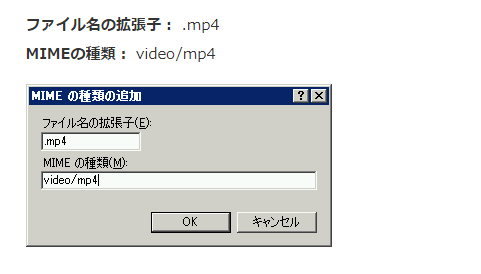 ファイル名の拡張子： .mp4
MIMEの種類： video/mp4
MIME の種類の追加
ファイル名の拡張子(E):
.mp4
MIME の種類(M):
video/mp4
OK キャンセル